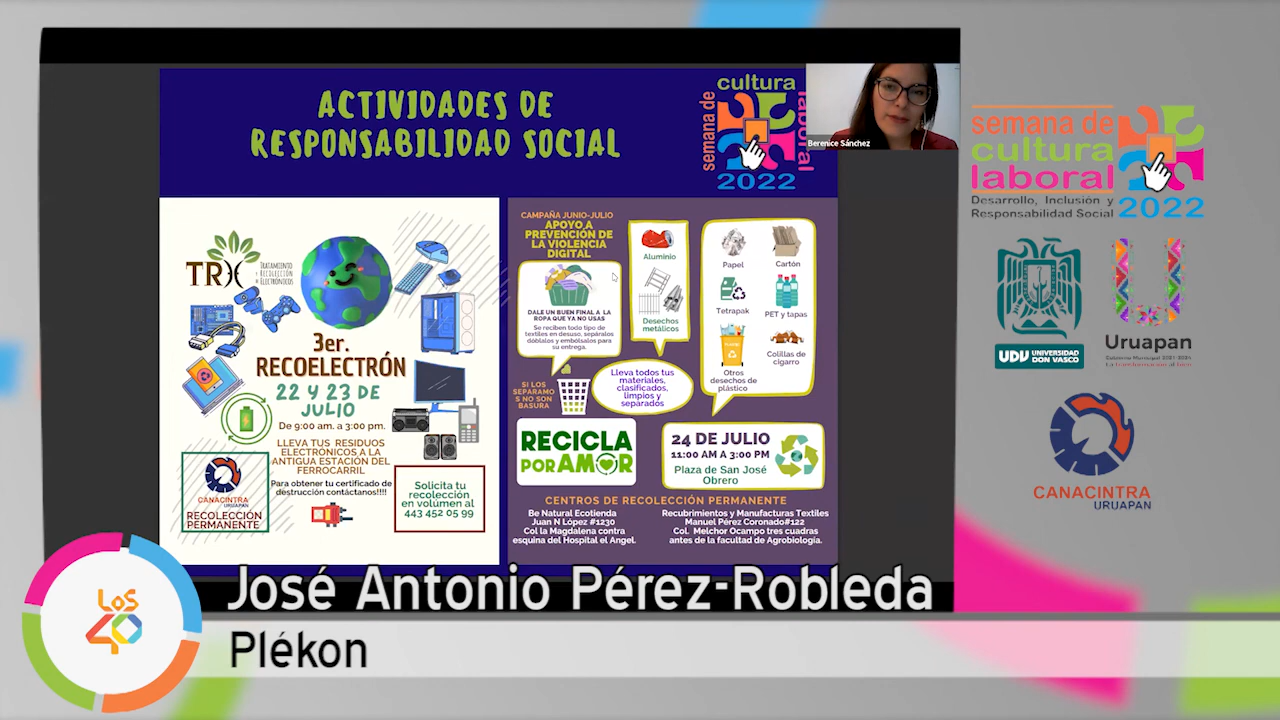 ACTIVIDADES DE
RESPONSABILIDAD SOCIAL
semana de
cultura
laboral
2022
Berenice Sánchez
TRE
TRATAMIENTO
Y RECOLECCIÓN
ELECTRÓNICOS
3er.
RECOELECTRÓN
22 Y 23 DE
JULIO
De 9:00 am. a 3:00 pm.
LLEVA TUS RESIDUOS
ELECTRÓNICOS A LA
ANTIGUA ESTACIÓN DEL
FERROCARRIL
Para obtener tu certificado de
destrucción contáctanos!!!!
CANACINTRA
URUAPAN
RECOLECCIÓN
PERMANENTE
Solicita tu
recolección
en volúmen al
443 452 05 99
CAMPAÑA JUNIO-JULIO
APOYO A
PREVENCIÓN DE
LA VIOLENCIA
DIGITAL
DALE UN BUEN FINAL A LA
ROPA QUE YA NO USAS
Se reciben todo tipo de
textiles en desuso, sepáralos
dóblalos y embólsalos para
su entrega.
SI LOS
SEPARAMO
S NO SON
BASURA
Aluminio
Desechos
metálicos
Lleva todos tus
materiales,
clasificados,
limpios y
separados
Papel
Cartón
Tetrapak
PET y tapas
Otros
desechos de
plástico
Colillas de
cigarro
RECICLA
POR AMOR
24 DE JULIO
11:00 AM A 3:00 PM
Plaza de San José
Obrero
CENTROS DE RECOLECCIÓN PERMANENTE
Be Natural Ecotienda
Juan N López #1230
Col la Magdalena contra
esquina del Hospital el Angel.
Recubrimientos y Manufacturas Textiles
Manuel Pérez Coronado#122
Col. Melchor Ocampo tres cuadras
antes de la facultad de Agrobiología.
semana de
cultura
laboral
Desarrollo, Inclusión y
Responsabilidad Social
2022
UDV UNIVERSIDAD
DON VASCO
Uruapan
Gobierno Municipal 2021-2024
CANACINTRA
URUAPAN
LOS
40
José Antonio Pérez-Robleda
Plékon